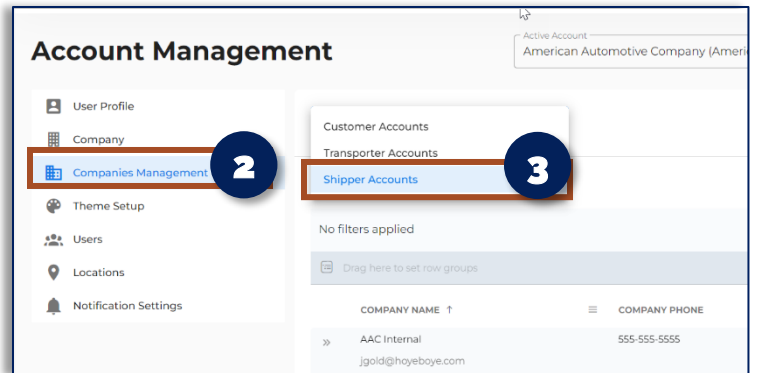 Account Management
Active Account
American Automotive Company (Ameri
User Profile
Company
Companies Management
2
Theme Setup
Users
Locations
Notification Settings
Customer Accounts
Transporter Accounts
Shipper Accounts
3
No filters applied
Drag here to set row groups
COMPANY NAME ↑
COMPANY PHONE
AAC Internal
555-555-5555
jgold@hoyeboye.com